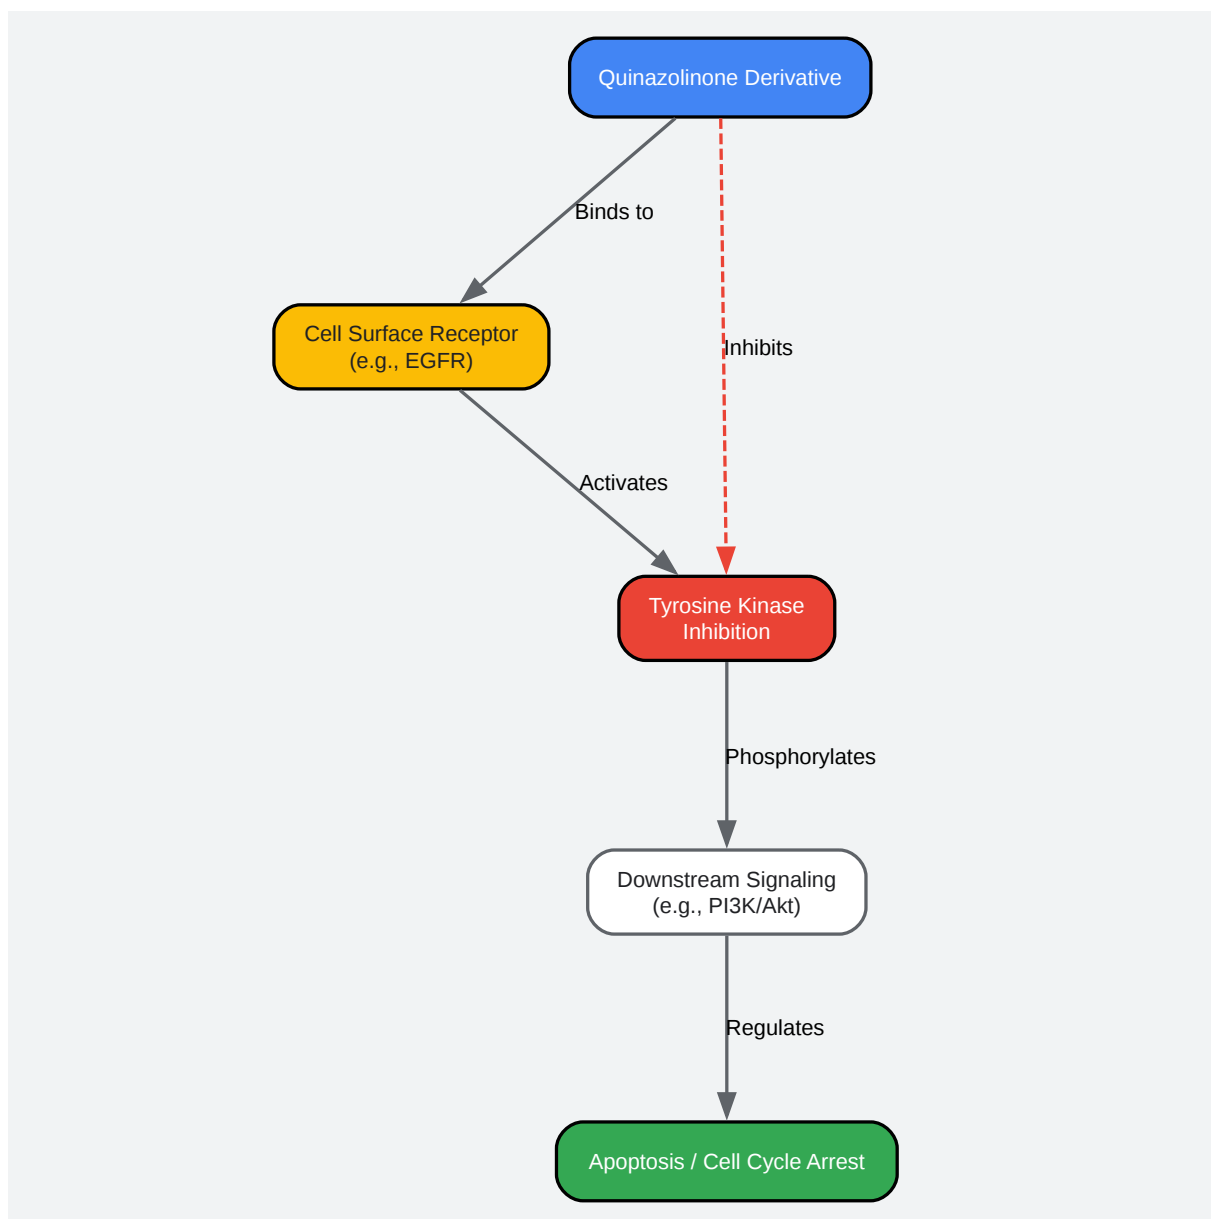 Quinazolinone Derivative
Binds to
Cell Surface Receptor
(e.g., EGFR)
Inhibits
Activates
Tyrosine Kinase
Inhibition
Phosphorylates
Downstream Signaling
(e.g., PI3K/Akt)
Regulates
Apoptosis / Cell Cycle Arrest